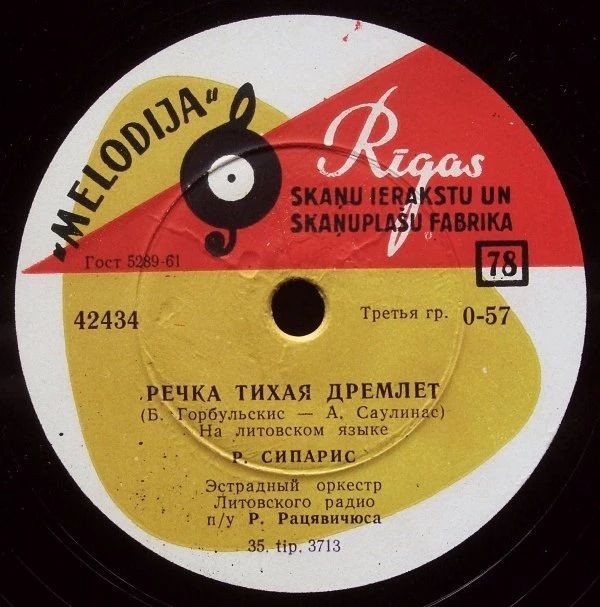 "MELODIJA"
Rīgas
SKAŅU IERAKSTU UN
SKAŅUPLAŠU FABRIKA
Гост 5289-61
78
42434
Третья гр. 0-57
РЕЧКА ТИХАЯ ДРЕМЛЕТ
(Б. Горбульскис — А. Саулинас)
На литовском языке
Р. СИПАРИС
Эстрадный оркестр
Литовского радио
п/у Р. Рацявичюса
35. tip. 3713